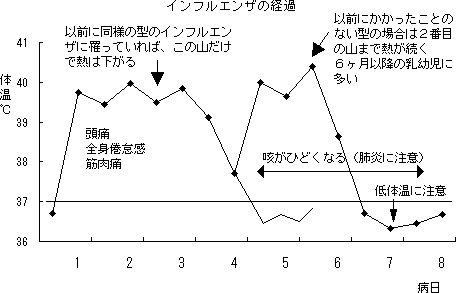 インフルエンザの経過
以前に同様の型のインフルエン
ザに罹っていれば、この山だけ
で熱は下がる
以前にかかったことの
ない型の場合は２番目
の山まで熱が続く
６ヶ月以降の乳幼児に
多い
体
温
℃
41
40
39
38
37
36
頭痛
全身倦怠感
筋肉痛
咳がひどくなる（肺炎に注意）
低体温に注意
1 2 3 4 5 6 7 8
病日